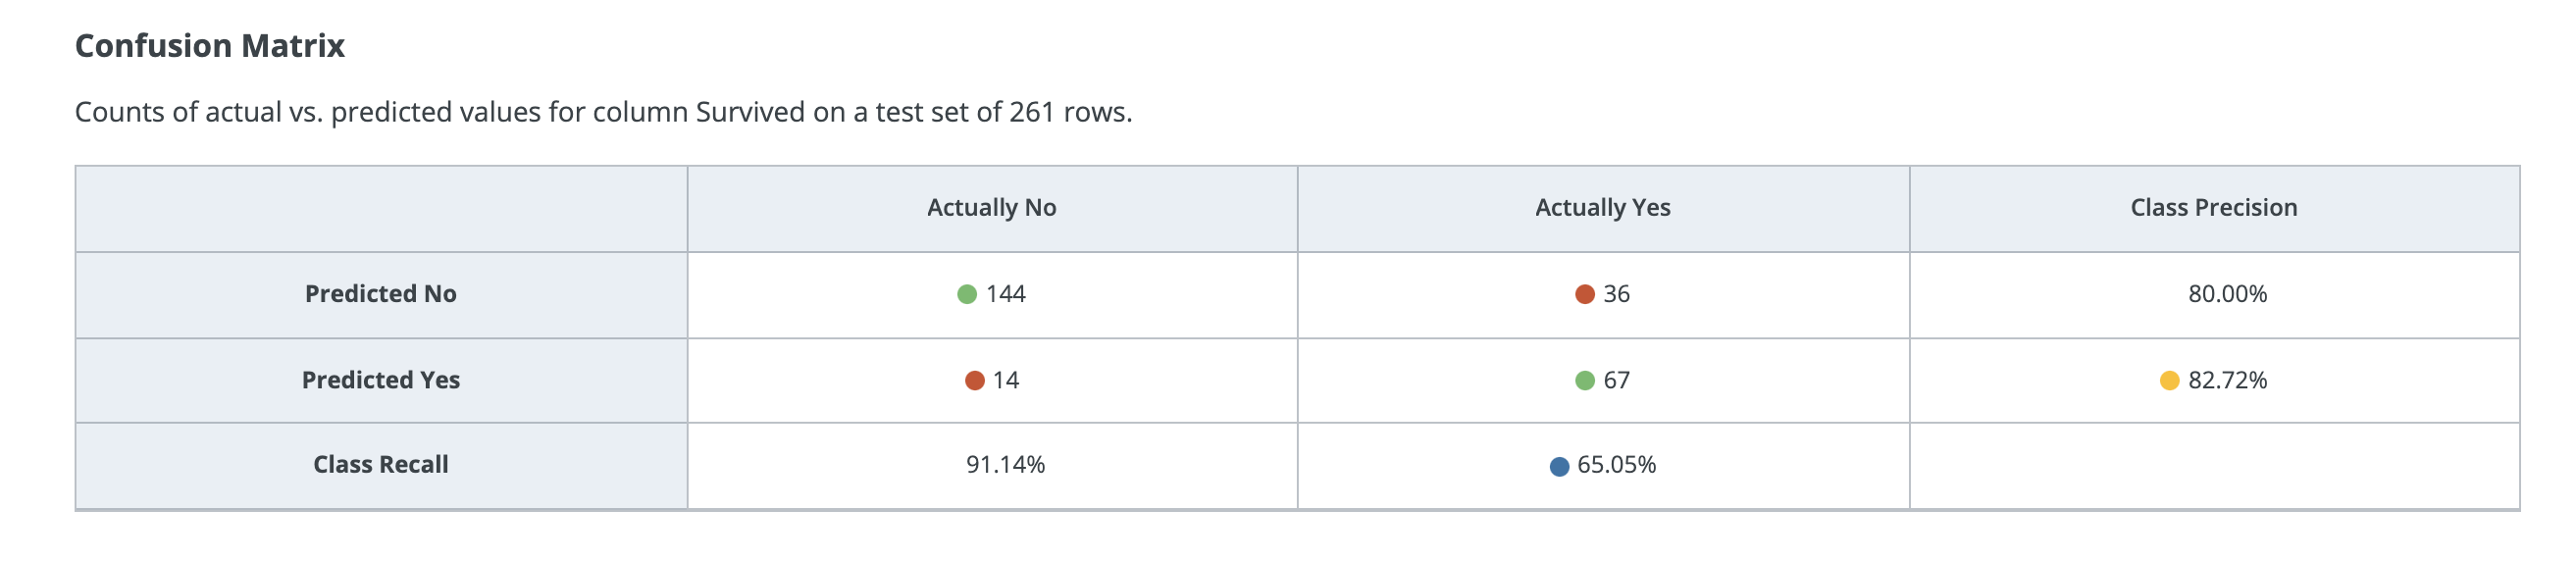 Confusion Matrix
Counts of actual vs. predicted values for column Survived on a test set of 261 rows.
Actually No Actually Yes Class Precision
Predicted No 144 36 80.00%
Predicted Yes 14 67 82.72%
Class Recall 91.14% 65.05%